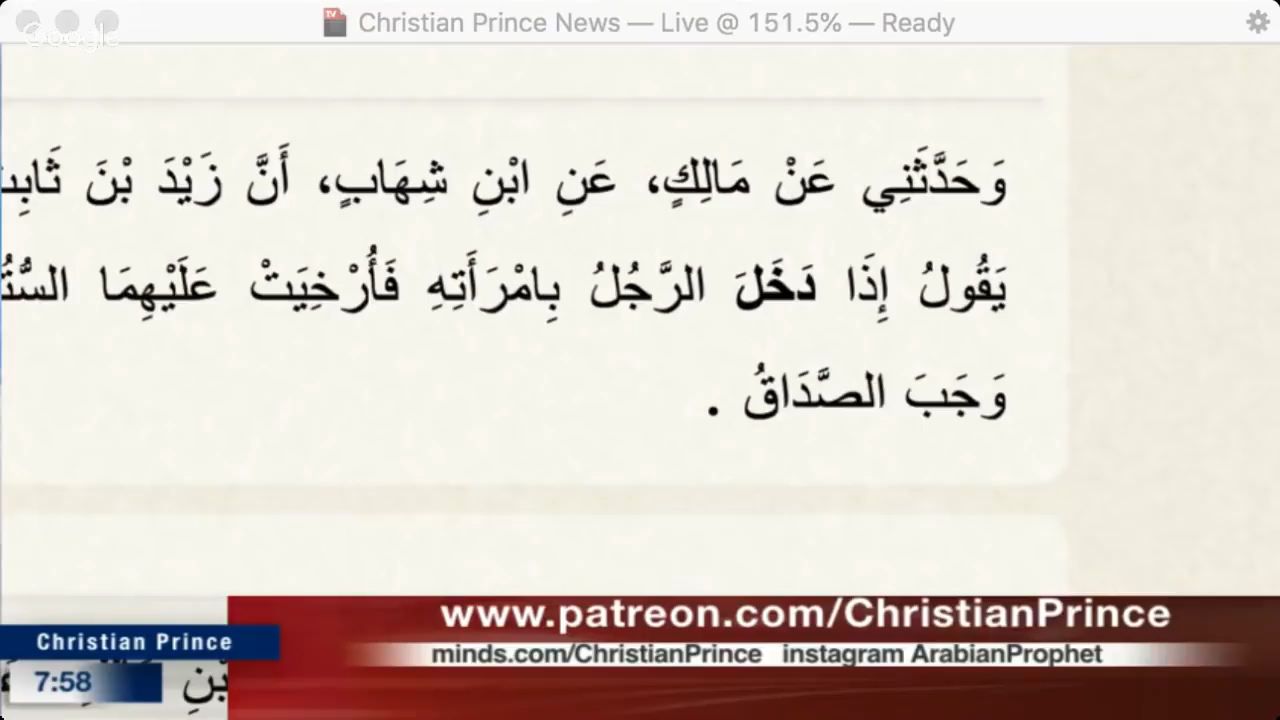 Christian Prince News — Live @ 151.5% — Ready
Google
وَحَدَّثَنِي عَنْ مَالِكٍ، عَنِ ابْنِ شِهَابٍ، أَنَّ زَيْدَ بْنَ
يَقُولُ إِذَا دَخَلَ الرَّجُلُ بِامْرَأَتِهِ فَأُرْخِيَتْ عَلَيْهِمَا
وَجَبَ الصَّدَاقُ .
www.patreon.com/ChristianPrince
Christian Prince
minds.com/ChristianPrince instagram ArabianProphet
7:58
بْنِ